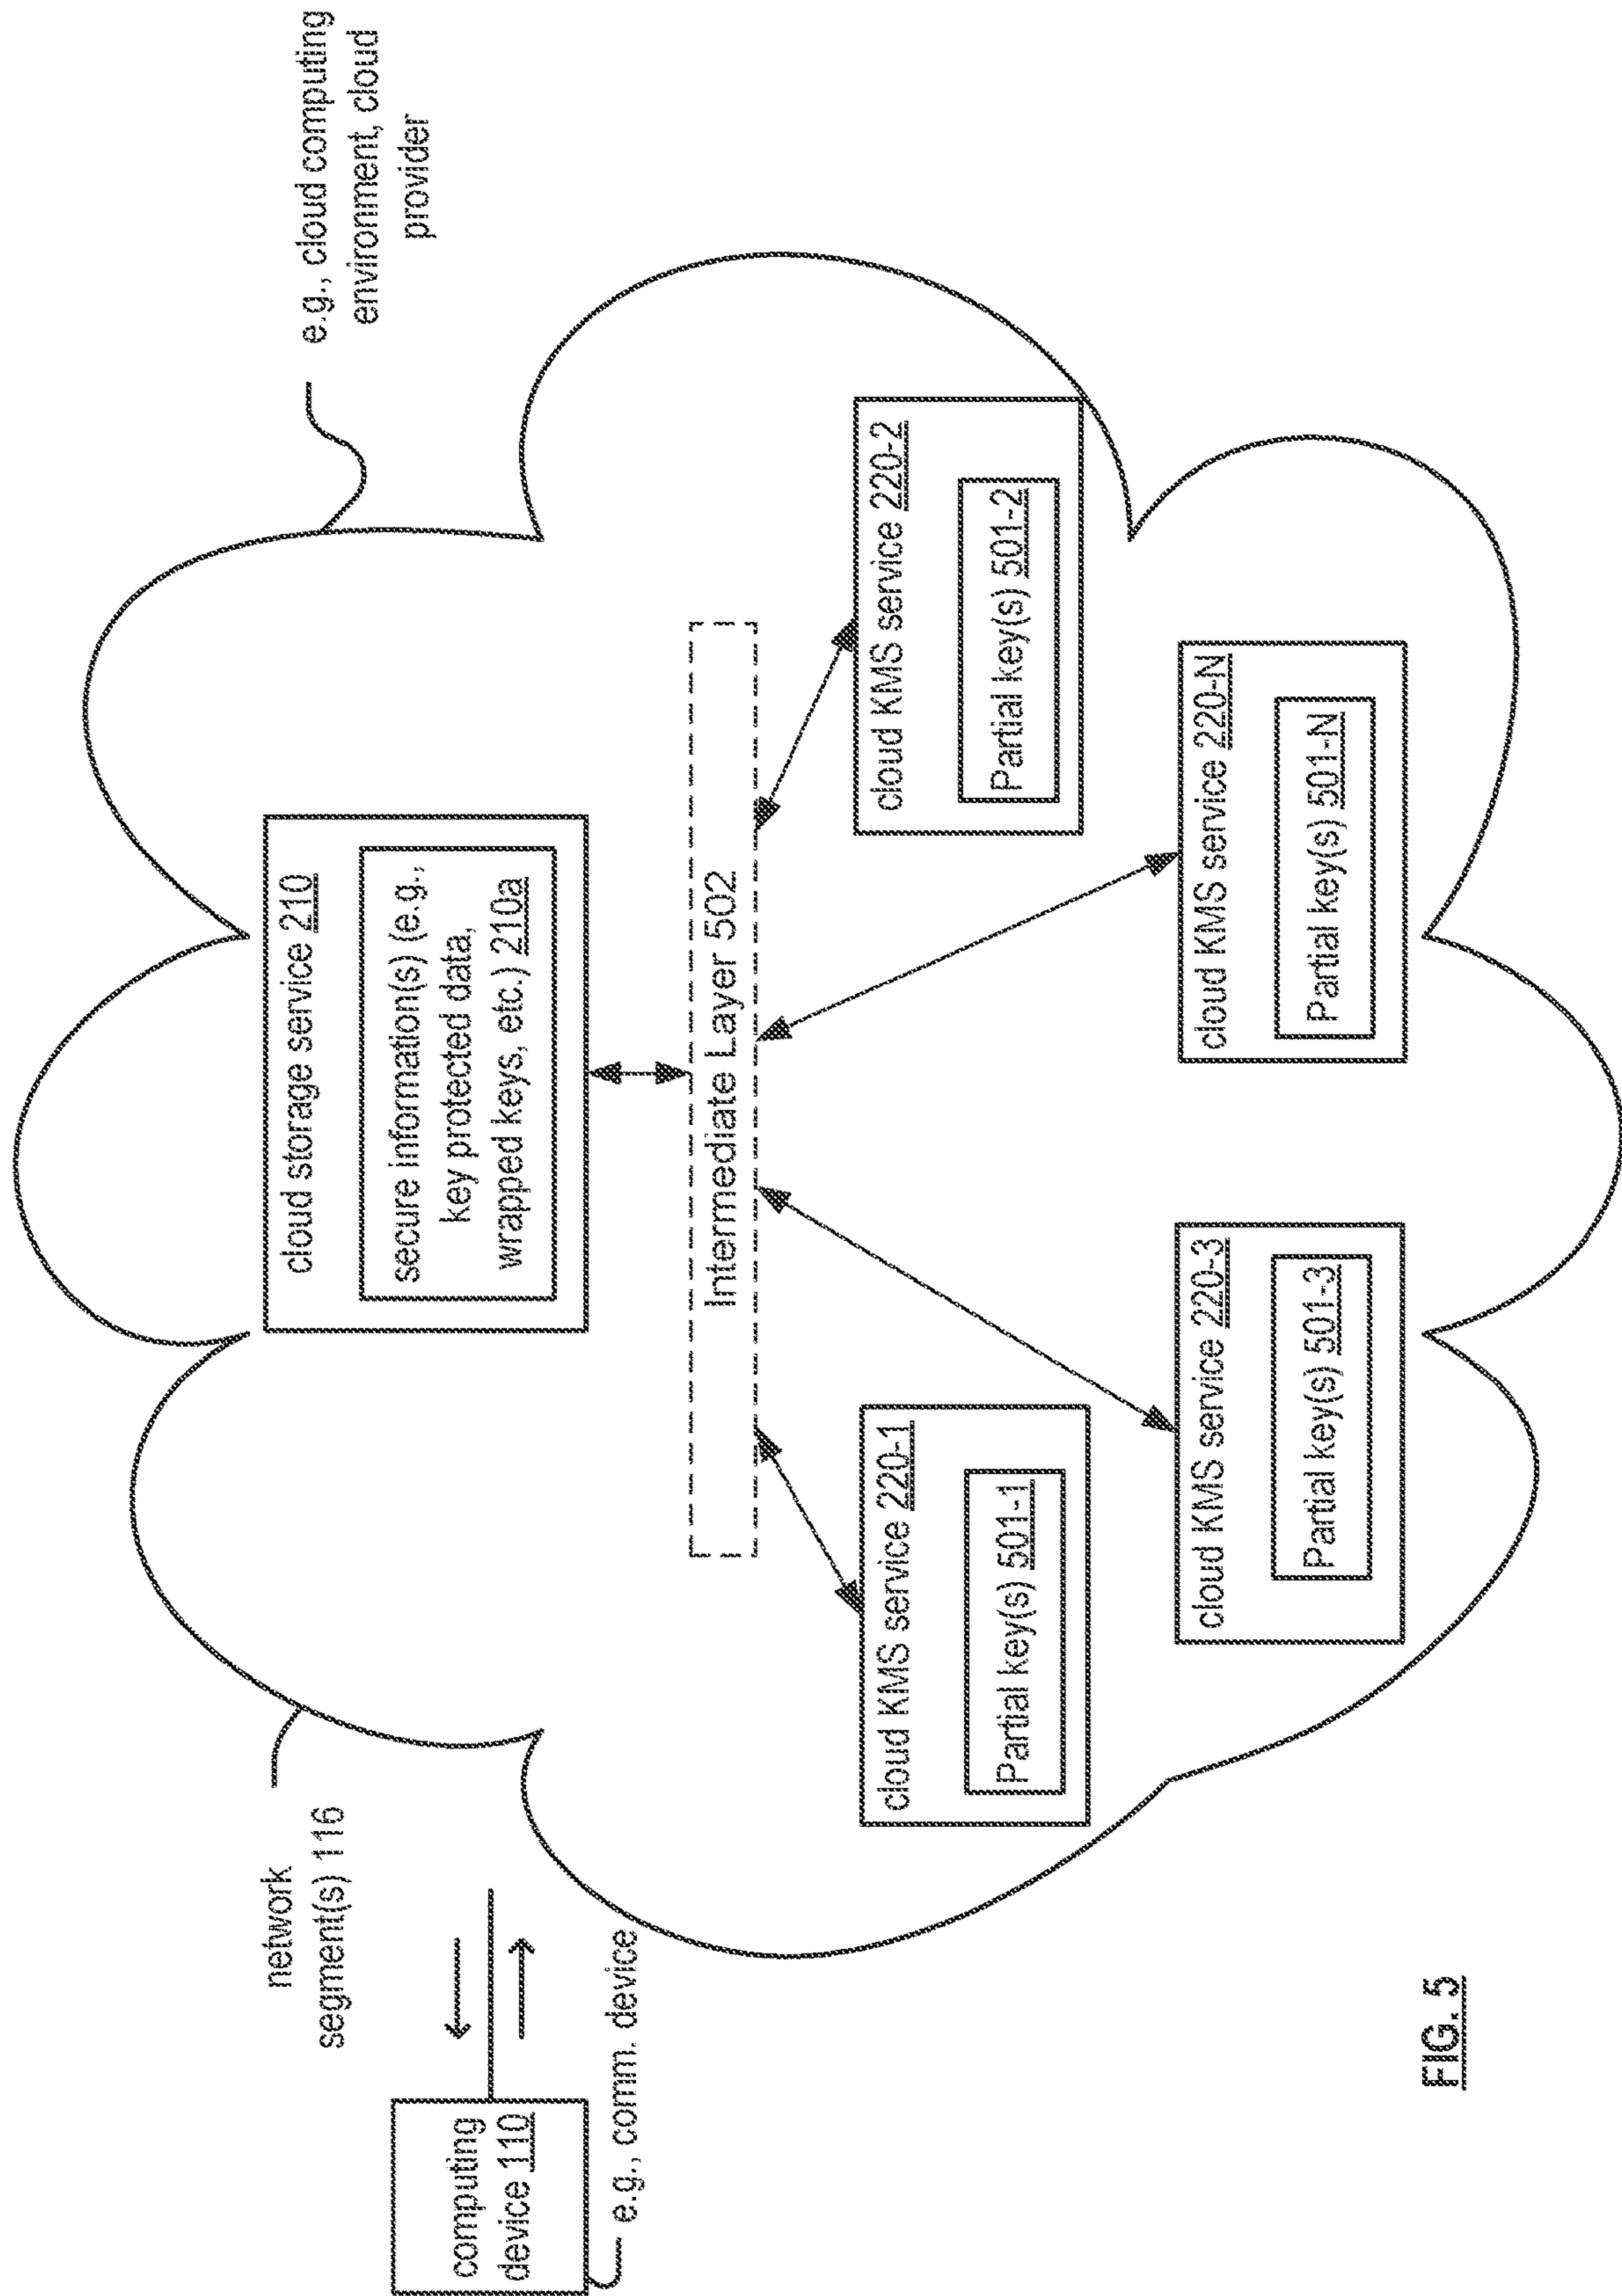 network
segment(s) 116
e.g., cloud computing
environment, cloud
provider
computing
device 110
e.g., comm. device
cloud storage service 210
secure information(s) (e.g.,
key protected data,
wrapped keys, etc.) 210a
Intermediate Layer 502
cloud KMS service 220-1
Partial key(s) 501-1
cloud KMS service 220-2
Partial key(s) 501-2
cloud KMS service 220-3
Partial key(s) 501-3
cloud KMS service 220-N
Partial key(s) 501-N
FIG. 5